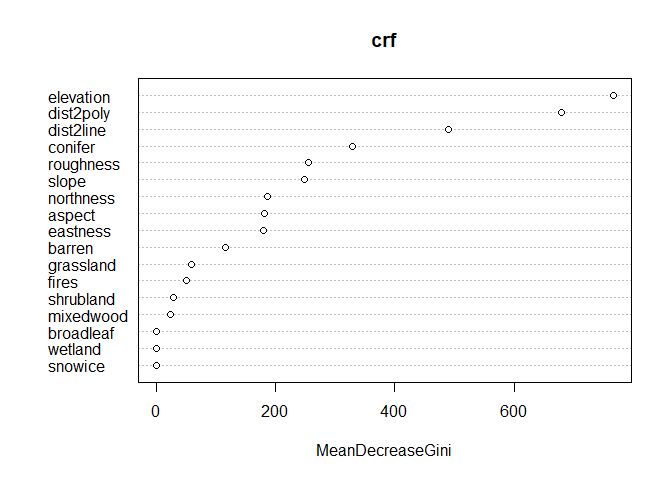 crf
elevation
dist2poly
dist2line
conifer
roughness
slope
northness
aspect
eastness
barren
grassland
fires
shrubland
mixedwood
broadleaf
wetland
snowice
0 200 400 600
MeanDecreaseGini